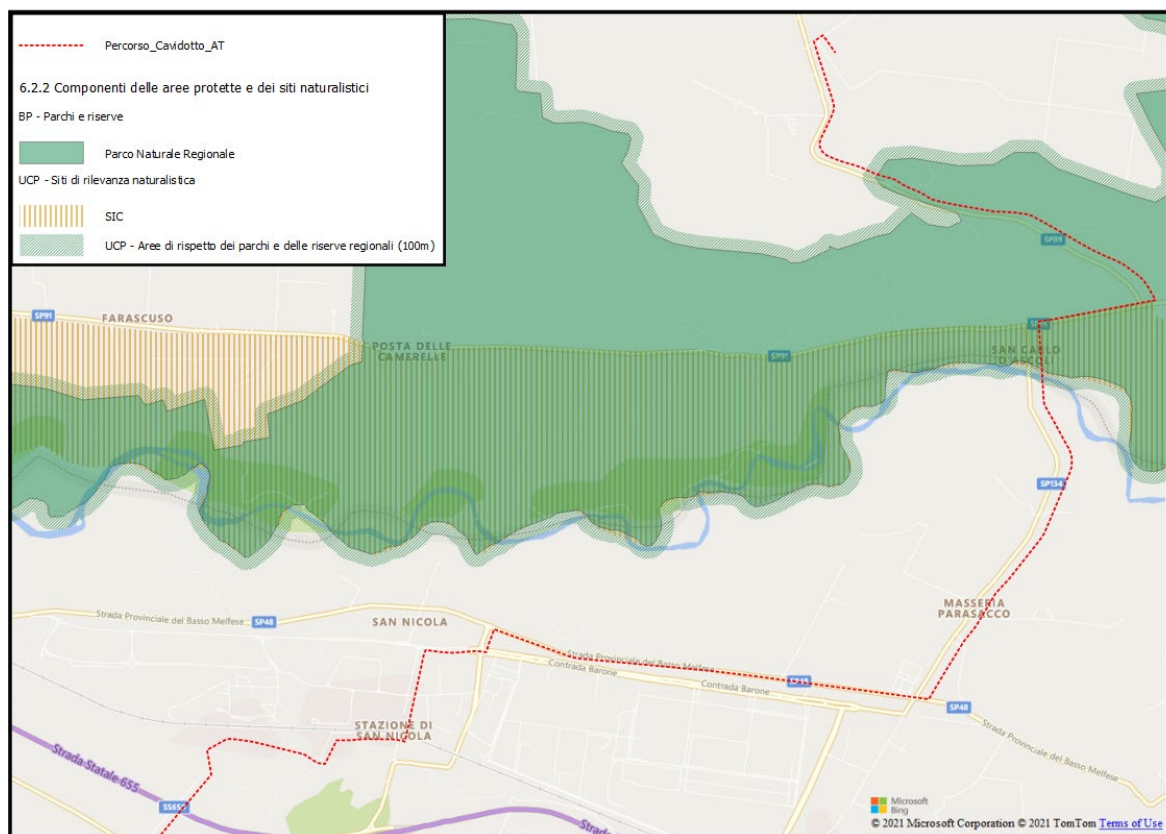 Percorso_Cavidotto_AT
6.2.2 Componenti delle aree protette e dei siti naturalistici
BP - Parchi e riserve
Parco Naturale Regionale
UCP - Siti di rilevanza naturalistica
SIC
UCP - Aree di rispetto dei parchi e delle riserve regionali (100m)
SP89
SP91
FARASCUSO
POSTA DELLE
CAMERELLE
SP91
SAN CARLO
D'ASCOLI
SP134
MASSERIA
PARASACCO
Strada Provinciale del Basso Melfese
SP48
SAN NICOLA
Strada Provinciale del Basso Melfese
Contrada Barone
Contrada Barone
SP48
Strada Provinciale del Basso Melfese
STAZIONE DI
SAN NICOLA
Strada Statale 655
Microsoft
Bing
© 2021 Microsoft Corporation © 2021 TomTom Terms of Use